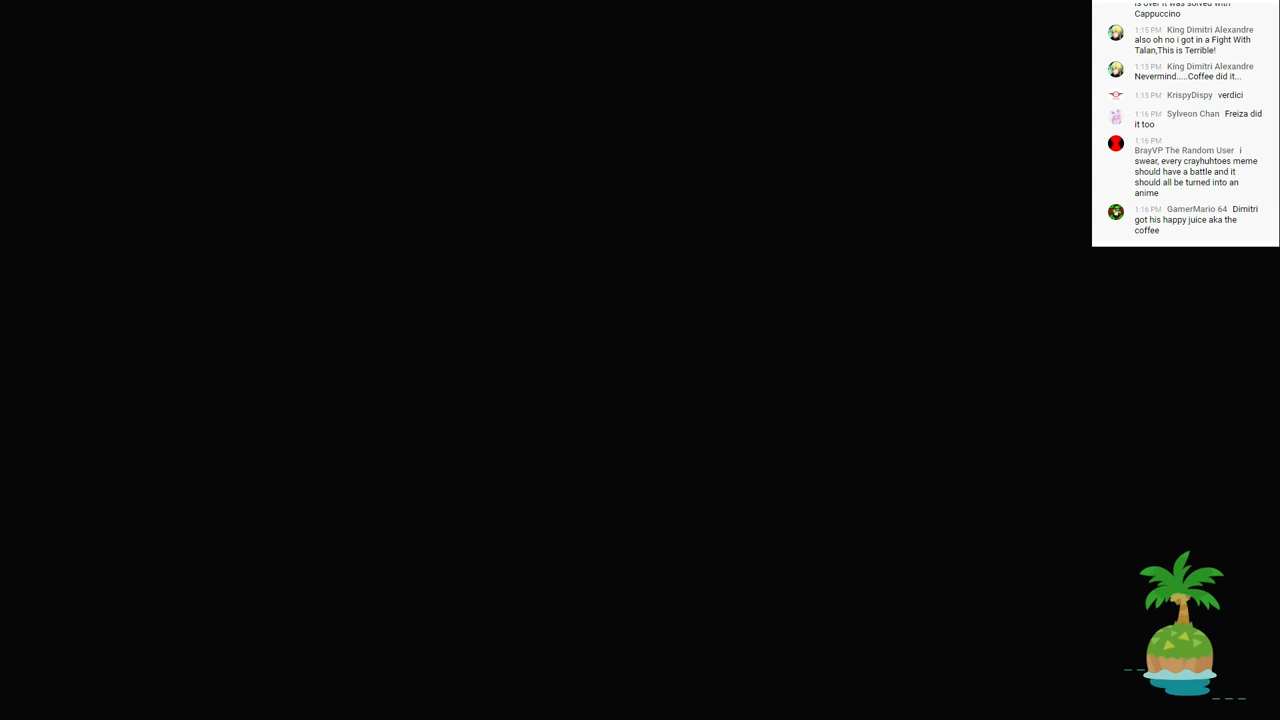 is over it was solved with
Cappuccino
1:15 PM King Dimitri Alexandre
also oh no i got in a Fight With
Talan,This is Terrible!
1:15 PM King Dimitri Alexandre
Nevermind.....Coffee did it...
1:15 PM KrispyDispy verdici
1:16 PM Sylveon Chan Freiza did
it too
1:16 PM
BrayVP The Random User i
swear, every crayhuhtoes meme
should have a battle and it
should all be turned into an
anime
1:16 PM GamerMario 64 Dimitri
got his happy juice aka the
coffee